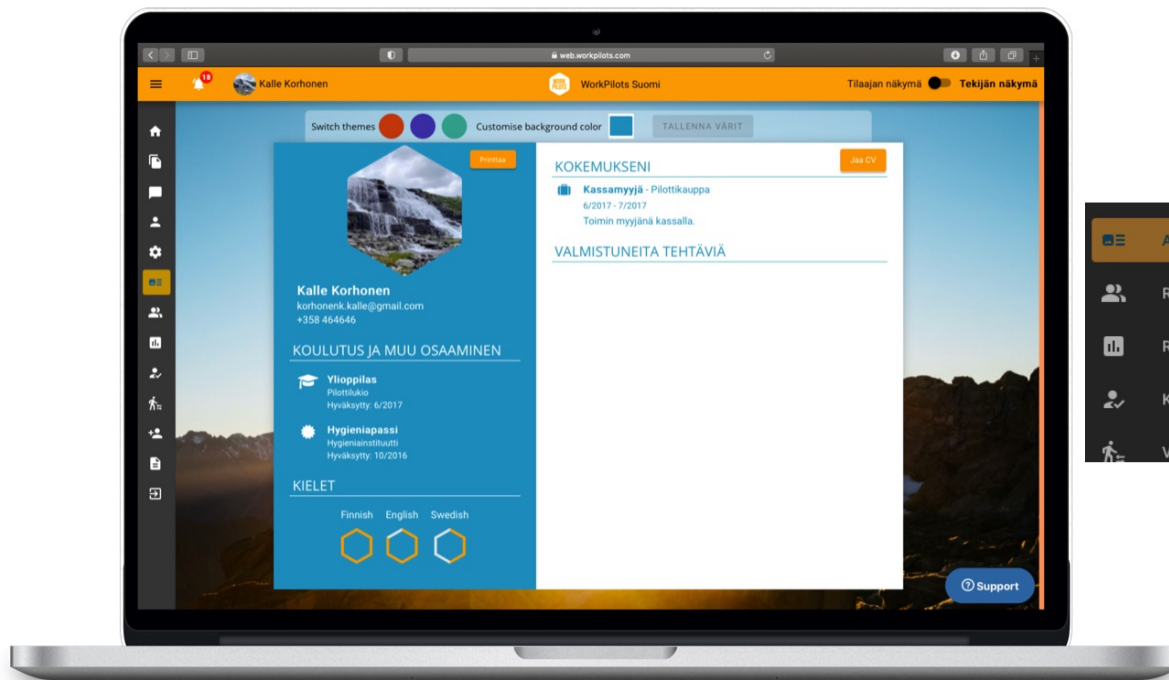 web.workpilots.com
18
Kalle Korhonen
WORK
PILOTS
WorkPilots Suomi
Tilaajan näkymä
Tekijän näkymä
Switch themes
Customise background color
TALLENNA VÄRIT
Printtaa
Kalle Korhonen
korhonenk.kalle@gmail.com
+358 464646
KOULUTUS JA MUU OSAAMINEN
Ylioppilas
Pilottilukio
Hyväksytty: 6/2017
Hygieniapassi
Hygieniainstituutti
Hyväksytty: 10/2016
KIELET
Finnish English Swedish
KOKEMUKSENI
Jaa CV
Kassamyyjä - Pilottikauppa
6/2017 - 7/2017
Toimin myyjänä kassalla.
VALMISTUNEITA TEHTÄVIÄ
Support
R
R
K
V